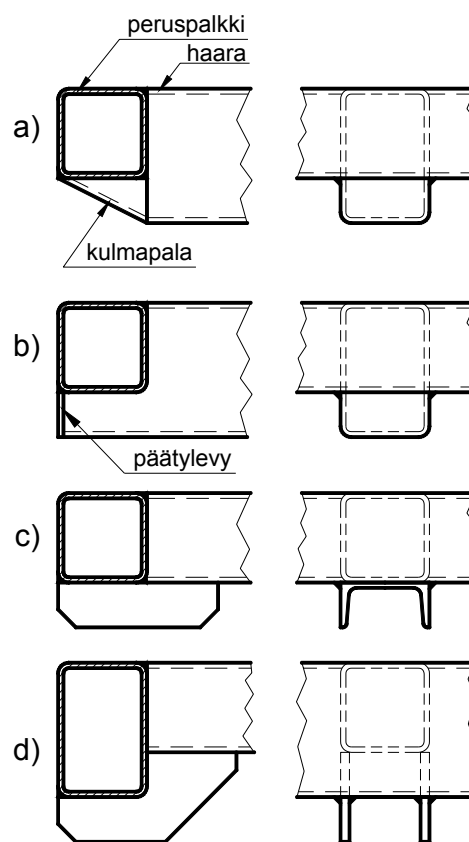 peruspalkki
haara
a)
kulmapala
b)
päätylevy
c)
d)